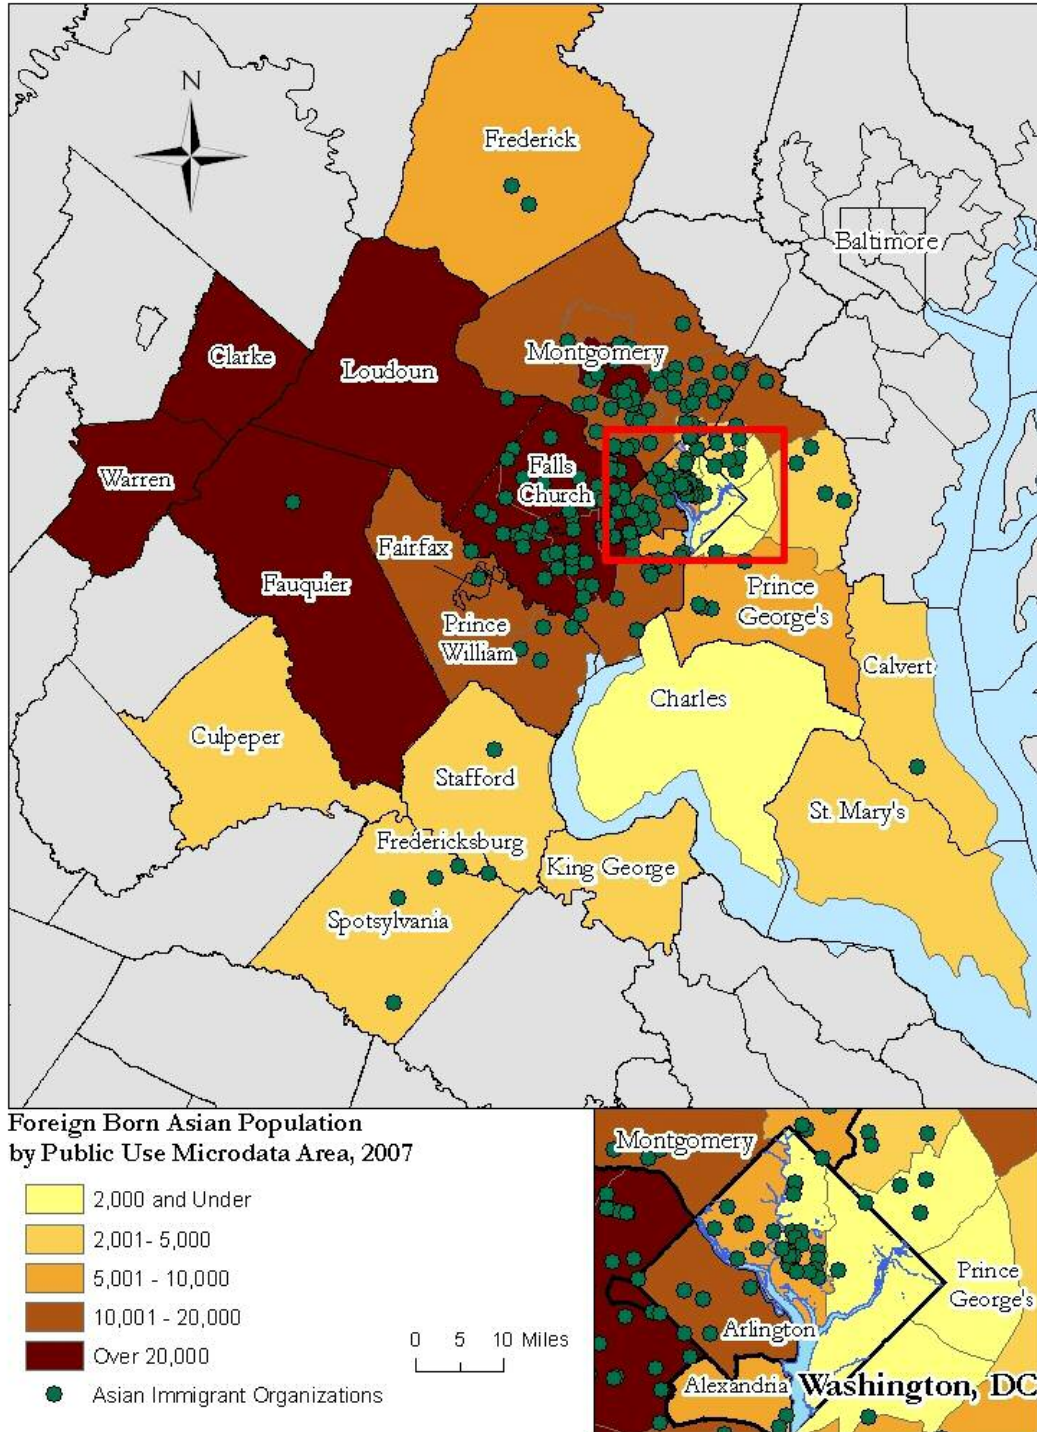 N
Frederick
Baltimore
Montgomery
Clarke
Loudoun
Warren
Falls
Church
Fairfax
Fauquier
Prince
William
Prince
George's
Calvert
Charles
Culpeper
Stafford
St. Mary's
Fredericksburg
King George
Spotsylvania
Foreign Born Asian Population
by Public Use Microdata Area, 2007
2,000 and Under
2,001- 5,000
5,001 - 10,000
10,001 - 20,000
Over 20,000
Asian Immigrant Organizations
0 5 10 Miles
Montgomery
Prince
George's
Arlington
Alexandria
Washington, DC